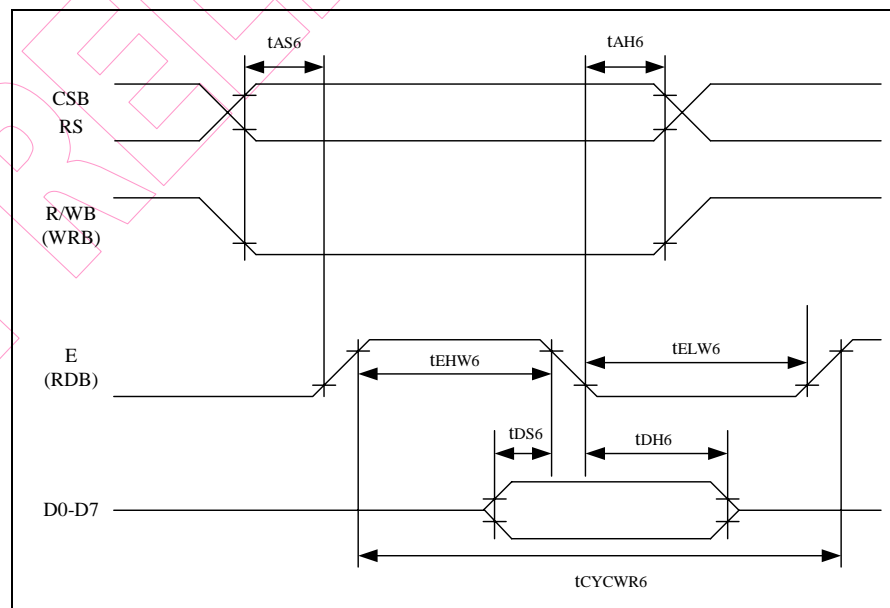 tAS6
tAH6
CSB
RS
R/WB
(WRB)
E
(RDB)
tEHW6
tELW6
tDS6
tDH6
D0-D7
tCYCWR6